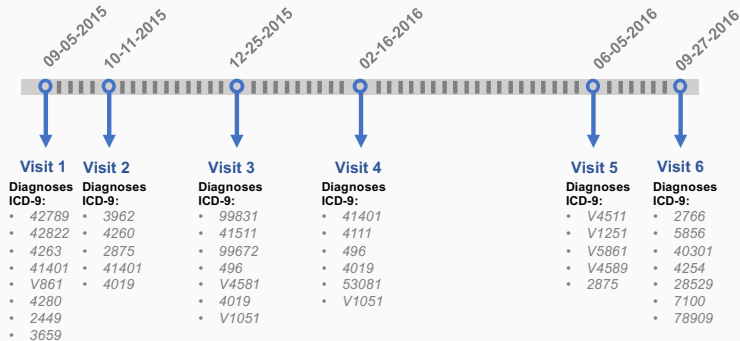 09-05-2015
10-11-2015
12-25-2015
02-16-2016
06-05-2016
09-27-2016
Visit 1
Diagnoses
ICD-9:
• 42789
• 42822
• 4263
• 41401
• V861
• 4280
• 2449
• 3659
Visit 2
Diagnoses
ICD-9:
• 3962
• 4260
• 2875
• 41401
• 4019
Visit 3
Diagnoses
ICD-9:
• 99831
• 41511
• 99672
• 496
• V4581
• 4019
• V1051
Visit 4
Diagnoses
ICD-9:
• 41401
• 4111
• 496
• 4019
• 53081
• V1051
Visit 5
Diagnoses
ICD-9:
• V4511
• V1251
• V5861
• V4589
• 2875
Visit 6
Diagnoses
ICD-9:
• 2766
• 5856
• 40301
• 4254
• 28529
• 7100
• 78909